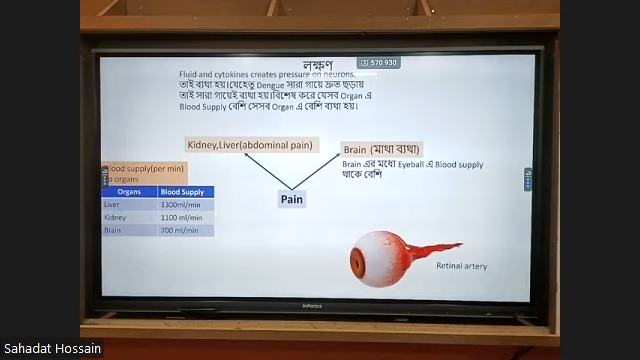 লক্ষণ
570 930
Fluid and cytokines creates pressure on neurons.
তাই ব্যথা হয়।যেহেতু Dengue সারা গায়ে দ্রুত ছড়ায়
তাই সারা গায়েই ব্যথা হয়।বিশেষ করে যেসব Organ এ
Blood Supply বেশি সেসব Organ এ বেশি ব্যথা হয়।
Kidney,Liver(abdominal pain)
Brain (মাথা ব্যথা)
Brain এর মধ্যে Eyeball এ Blood supply
থাকে বেশি
Blood supply(per min)
organs
Pain
Organs Blood Supply
Liver 1300ml/min
Kidney 1100 ml/min
Brain 700 ml/min
Retinal artery
InFocus
Sahadat Hossain